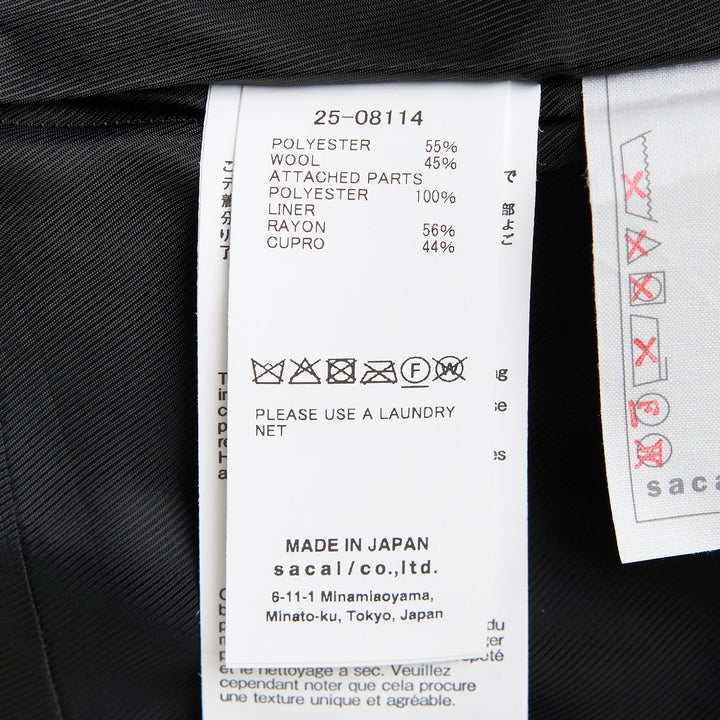 25-08114
POLYESTER 55%
WOOL 45%
ATTACHED PARTS
POLYESTER 100%
LINER
RAYON 56%
CUPRO 44%
F W
PLEASE USE A LAUNDRY
NET
MADE IN JAPAN
sacai/co.,ltd.
6-11-1 Minamiaoyama,
Minato-ku, Tokyo, Japan
et le nettoyage à sec. Veuillez
cependant noter que cela procure
une texture unique et agréable.